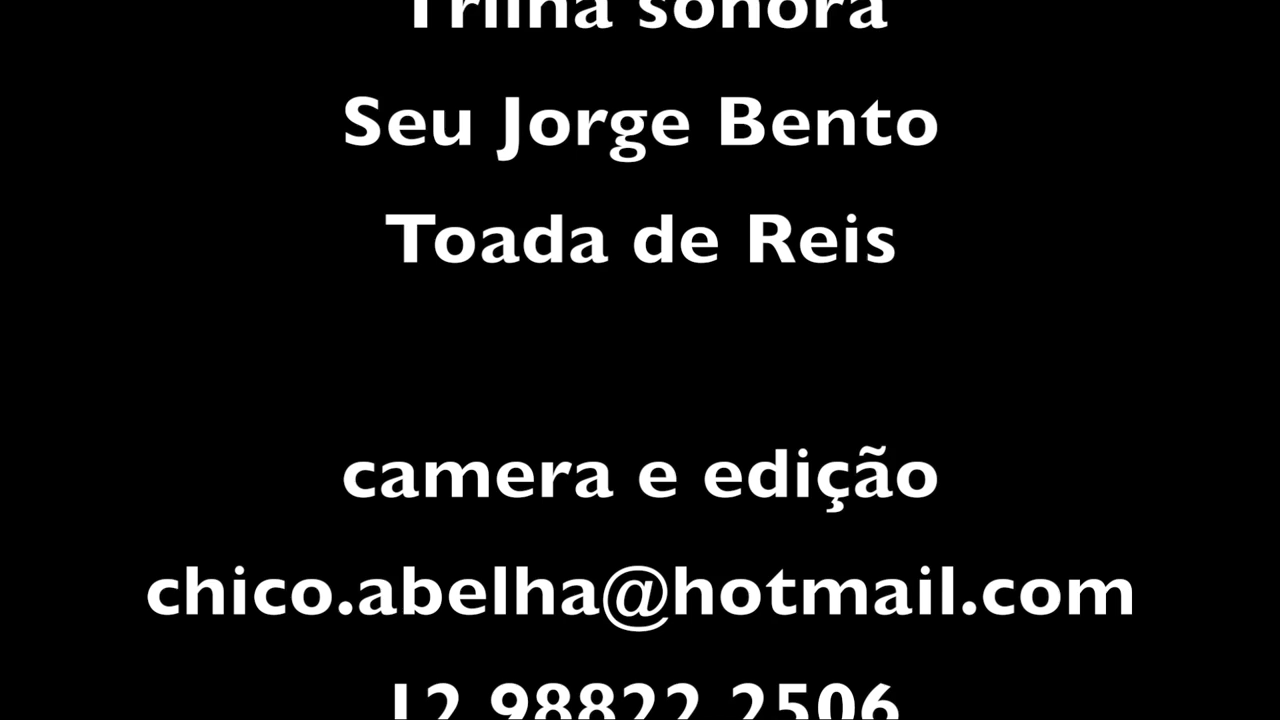 Trilha sonora
Seu Jorge Bento
Toada de Reis
camera e edição
chico.abelha@hotmail.com
12 98822 2506